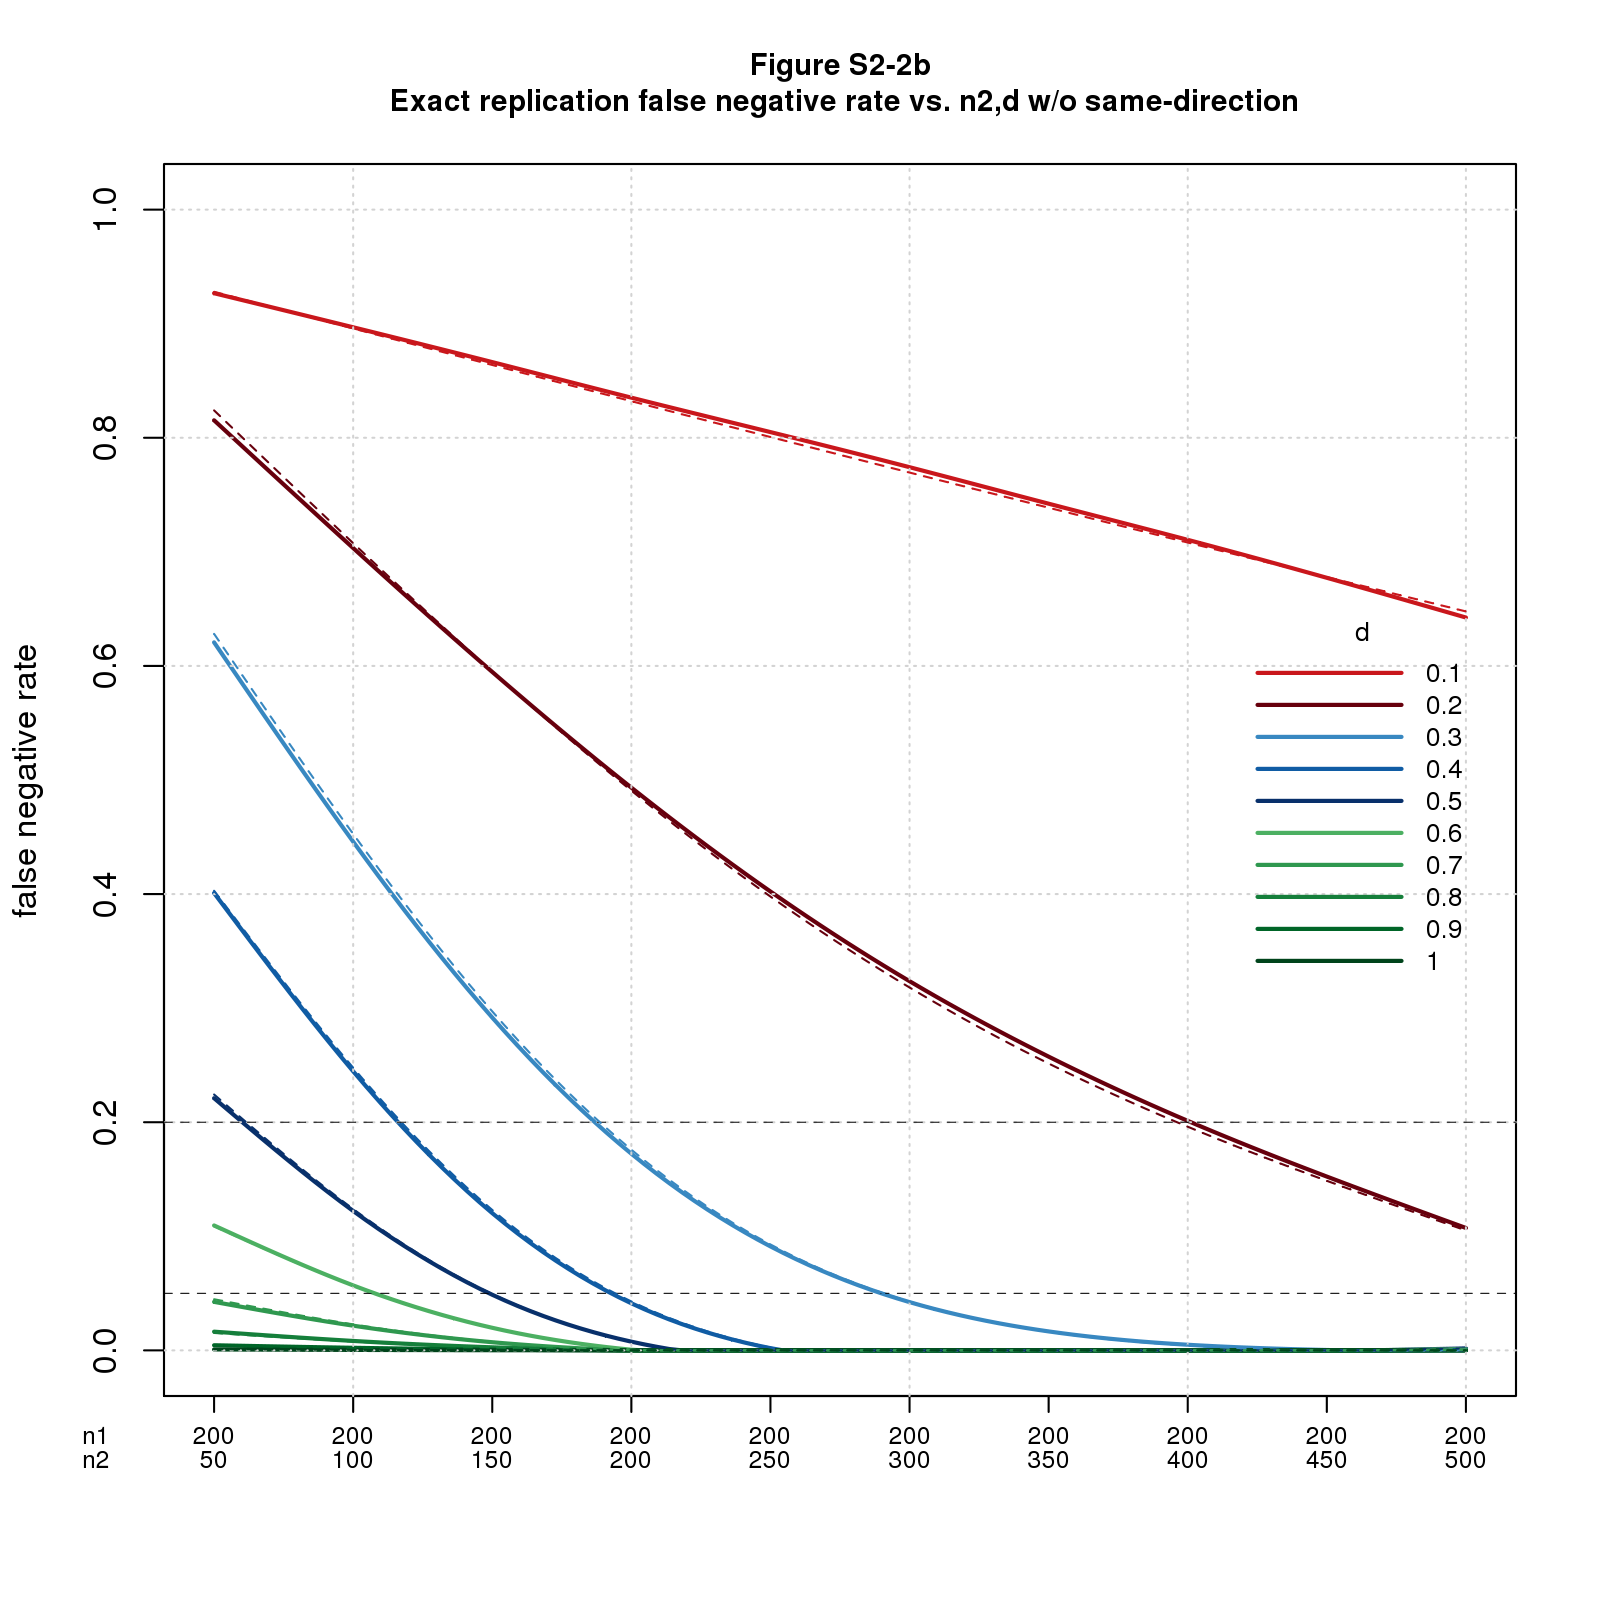 Figure S2-2b
Exact replication false negative rate vs. n2,d w/o same-direction
false negative rate
1.0
0.8
0.6
0.4
0.2
0.0
d
0.1
0.2
0.3
0.4
0.5
0.6
0.7
0.8
0.9
1
n1 200 200 200 200 200 200 200 200 200 200
n2 50 100 150 200 250 300 350 400 450 500